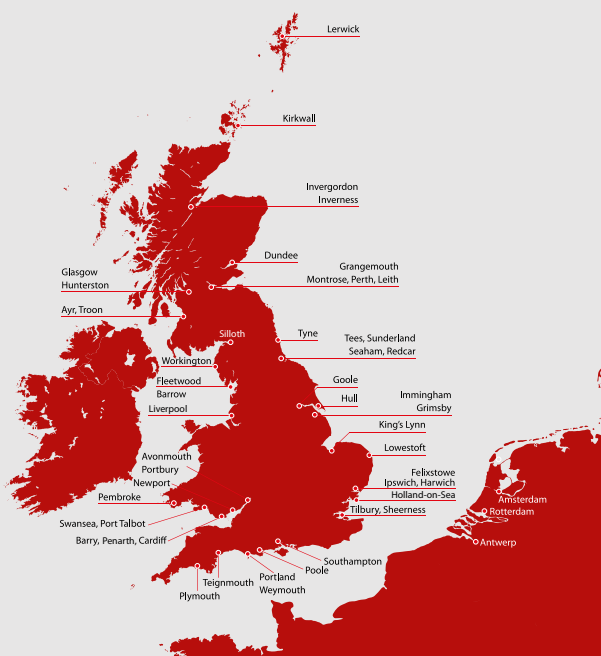 Lerwick
Kirkwall
Invergordon
Inverness
Dundee
Grangemouth
Montrose, Perth, Leith
Glasgow
Hunterston
Ayr, Troon
Silloth
Tyne
Tees, Sunderland
Seaham, Redcar
Workington
Fleetwood
Barrow
Goole
Hull
Immingham
Grimsby
Liverpool
King's Lynn
Lowestoft
Avonmouth
Portbury
Newport
Pembroke
Felixstowe
Ipswich, Harwich
Holland-on-Sea
Tilbury, Sheerness
Amsterdam
Rotterdam
Swansea, Port Talbot
Barry, Penarth, Cardiff
Antwerp
Southampton
Poole
Portland
Weymouth
Teignmouth
Plymouth